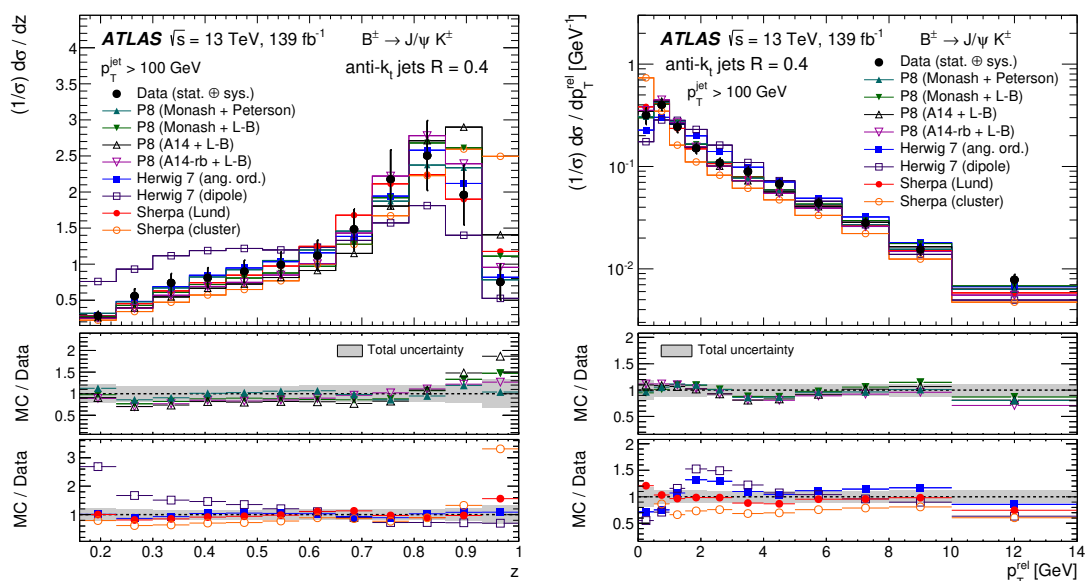 ATLAS √s = 13 TeV, 139 fb⁻¹ B± → J/ψ K±
p_T^jet > 100 GeV anti-k_t jets R = 0.4
Data (stat. ⊕ sys.)
P8 (Monash + Peterson)
P8 (Monash + L-B)
P8 (A14 + L-B)
P8 (A14-rb + L-B)
Herwig 7 (ang. ord.)
Herwig 7 (dipole)
Sherpa (Lund)
Sherpa (cluster)
(1/σ) dσ / dz
4
3.5
3
2.5
2
1.5
1
0.5
Total uncertainty
MC / Data
2
1.5
1
0.5
MC / Data
3
2
1
0.2 0.3 0.4 0.5 0.6 0.7 0.8 0.9 1
z
ATLAS √s = 13 TeV, 139 fb⁻¹ B± → J/ψ K±
anti-k_t jets R = 0.4
p_T^jet > 100 GeV
Data (stat. ⊕ sys.)
P8 (Monash + Peterson)
P8 (Monash + L-B)
P8 (A14 + L-B)
P8 (A14-rb + L-B)
Herwig 7 (ang. ord.)
Herwig 7 (dipole)
Sherpa (Lund)
Sherpa (cluster)
(1/σ) dσ / dp_T^rel [GeV⁻¹]
1
10⁻¹
10⁻²
Total uncertainty
MC / Data
2
1.5
1
0.5
MC / Data
2
1.5
1
0.5
0 2 4 6 8 10 12 14
p_T^rel [GeV]